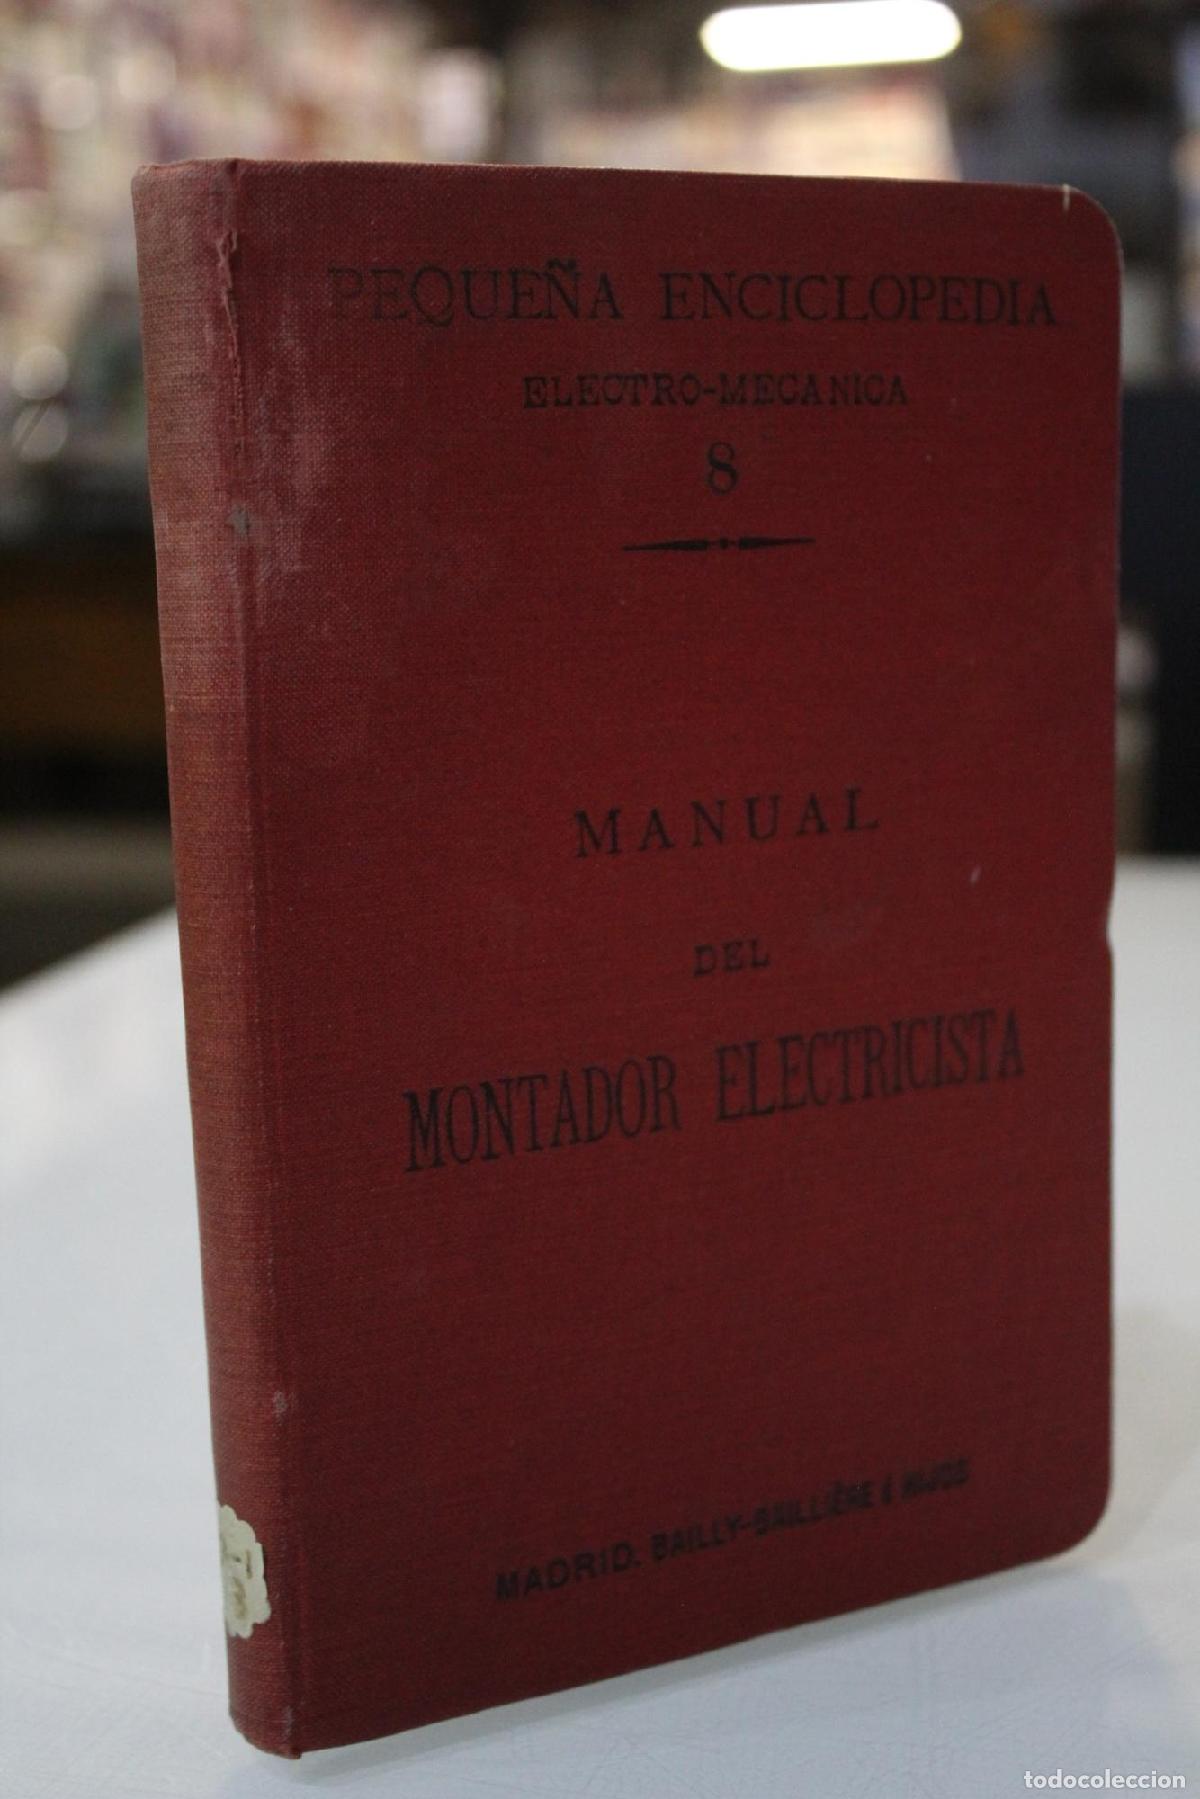 PEQUEÑA ENCICLOPEDIA
ELECTRO-MECANICA
8
MANUAL
DEL
MONTADOR ELECTRICISTA
MADRID. BAILLY-BAILLIÈRE É HIJOS
todocoleccion